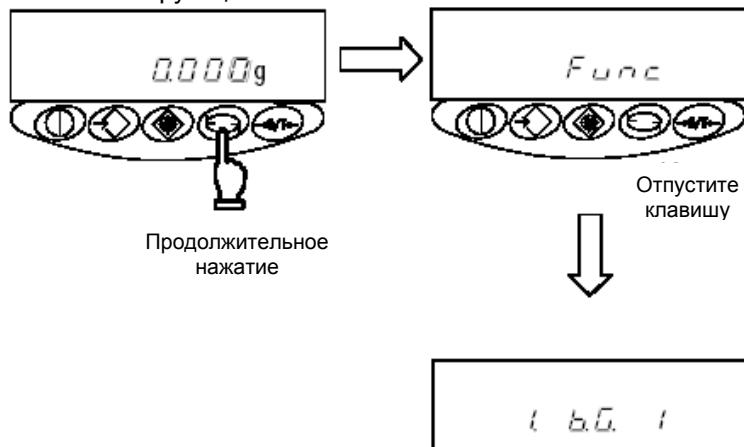 0.000g
Func
Отпустите
клавишу
Продолжительное
нажатие
1. b.G. 1